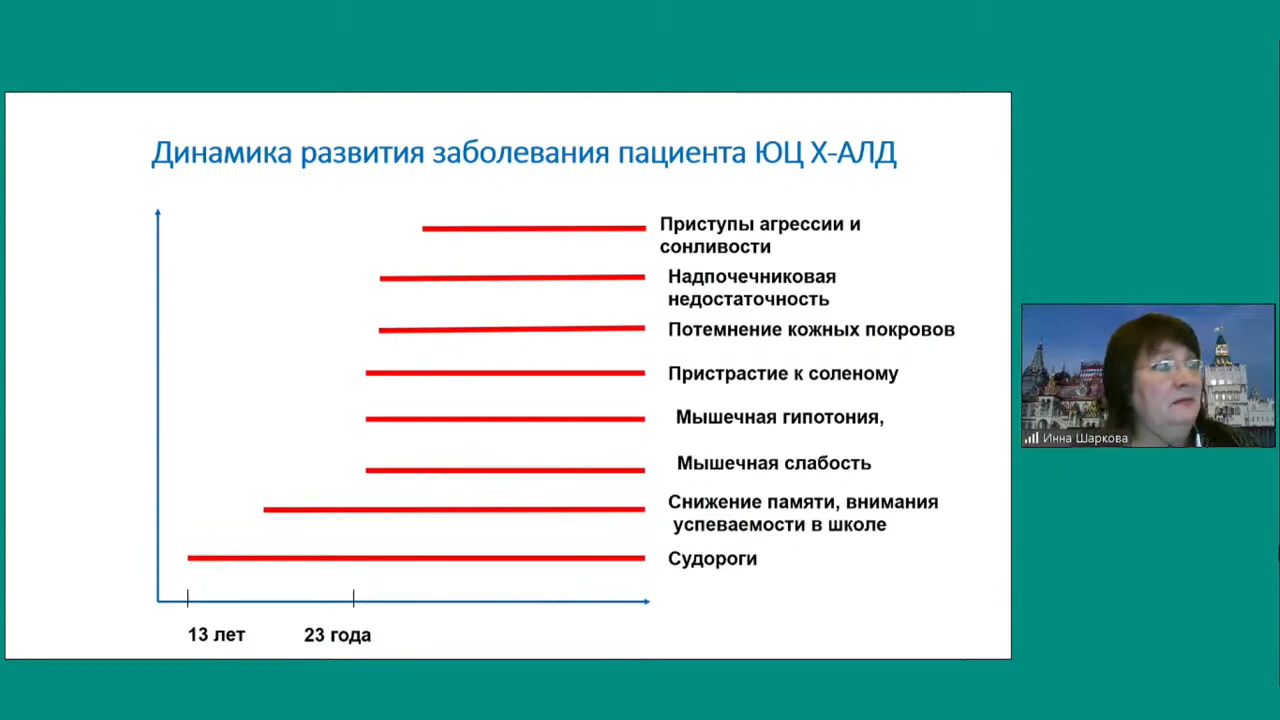 Динамика развития заболевания пациента ЮЦ Х-АЛД
Приступы агрессии и
сонливости
Надпочечниковая
недостаточность
Потемнение кожных покровов
Пристрастие к соленому
Мышечная гипотония,
Мышечная слабость
Снижение памяти, внимания
успеваемости в школе
Судороги
13 лет
23 года
Инна Шаркова